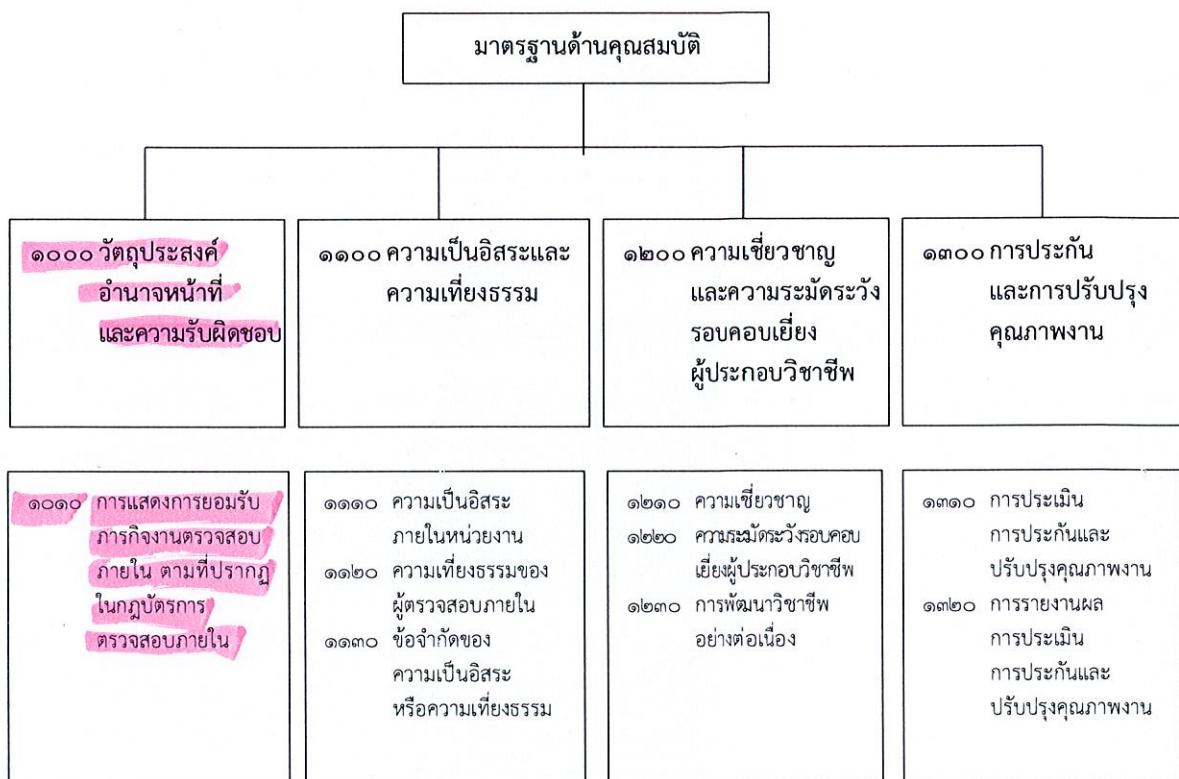 มาตรฐานด้านคุณสมบัติ
๑๐๐๐ วัตถุประสงค์
อำนาจหน้าที่
และความรับผิดชอบ
๑๑๐๐ ความเป็นอิสระและ
ความเที่ยงธรรม
๑๒๐๐ ความเชี่ยวชาญ
และความระมัดระวัง
รอบคอบเยี่ยง
ผู้ประกอบวิชาชีพ
๑๓๐๐ การประกัน
และการปรับปรุง
คุณภาพงาน
๑๐๑๐ การแสดงการยอมรับ
ภารกิจงานตรวจสอบ
ภายใน ตามที่ปรากฏ
ในกฎบัตรการ
ตรวจสอบภายใน
๑๑๑๐ ความเป็นอิสระ
ภายในหน่วยงาน
๑๑๒๐ ความเที่ยงธรรมของ
ผู้ตรวจสอบภายใน
๑๑๓๐ ข้อจำกัดของ
ความเป็นอิสระ
หรือความเที่ยงธรรม
๑๒๑๐ ความเชี่ยวชาญ
๑๒๒๐ ความระมัดระวังรอบคอบ
เยี่ยงผู้ประกอบวิชาชีพ
๑๒๓๐ การพัฒนาวิชาชีพ
อย่างต่อเนื่อง
๑๓๑๐ การประเมิน
การประกันและ
ปรับปรุงคุณภาพงาน
๑๓๒๐ การรายงานผล
การประเมิน
การประกันและ
ปรับปรุงคุณภาพงาน